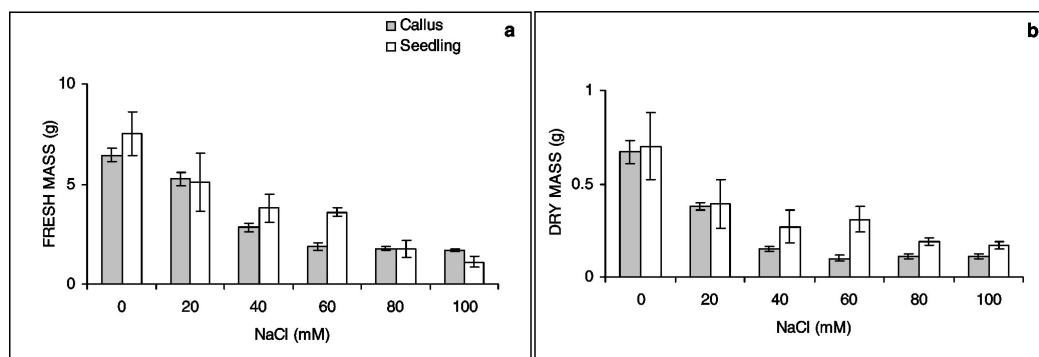 a
Callus
Seedling
FRESH MASS (g)
10
5
0
0 20 40 60 80 100
NaCl (mM)
b
DRY MASS (g)
1
0.5
0
0 20 40 60 80 100
NaCl (mM)